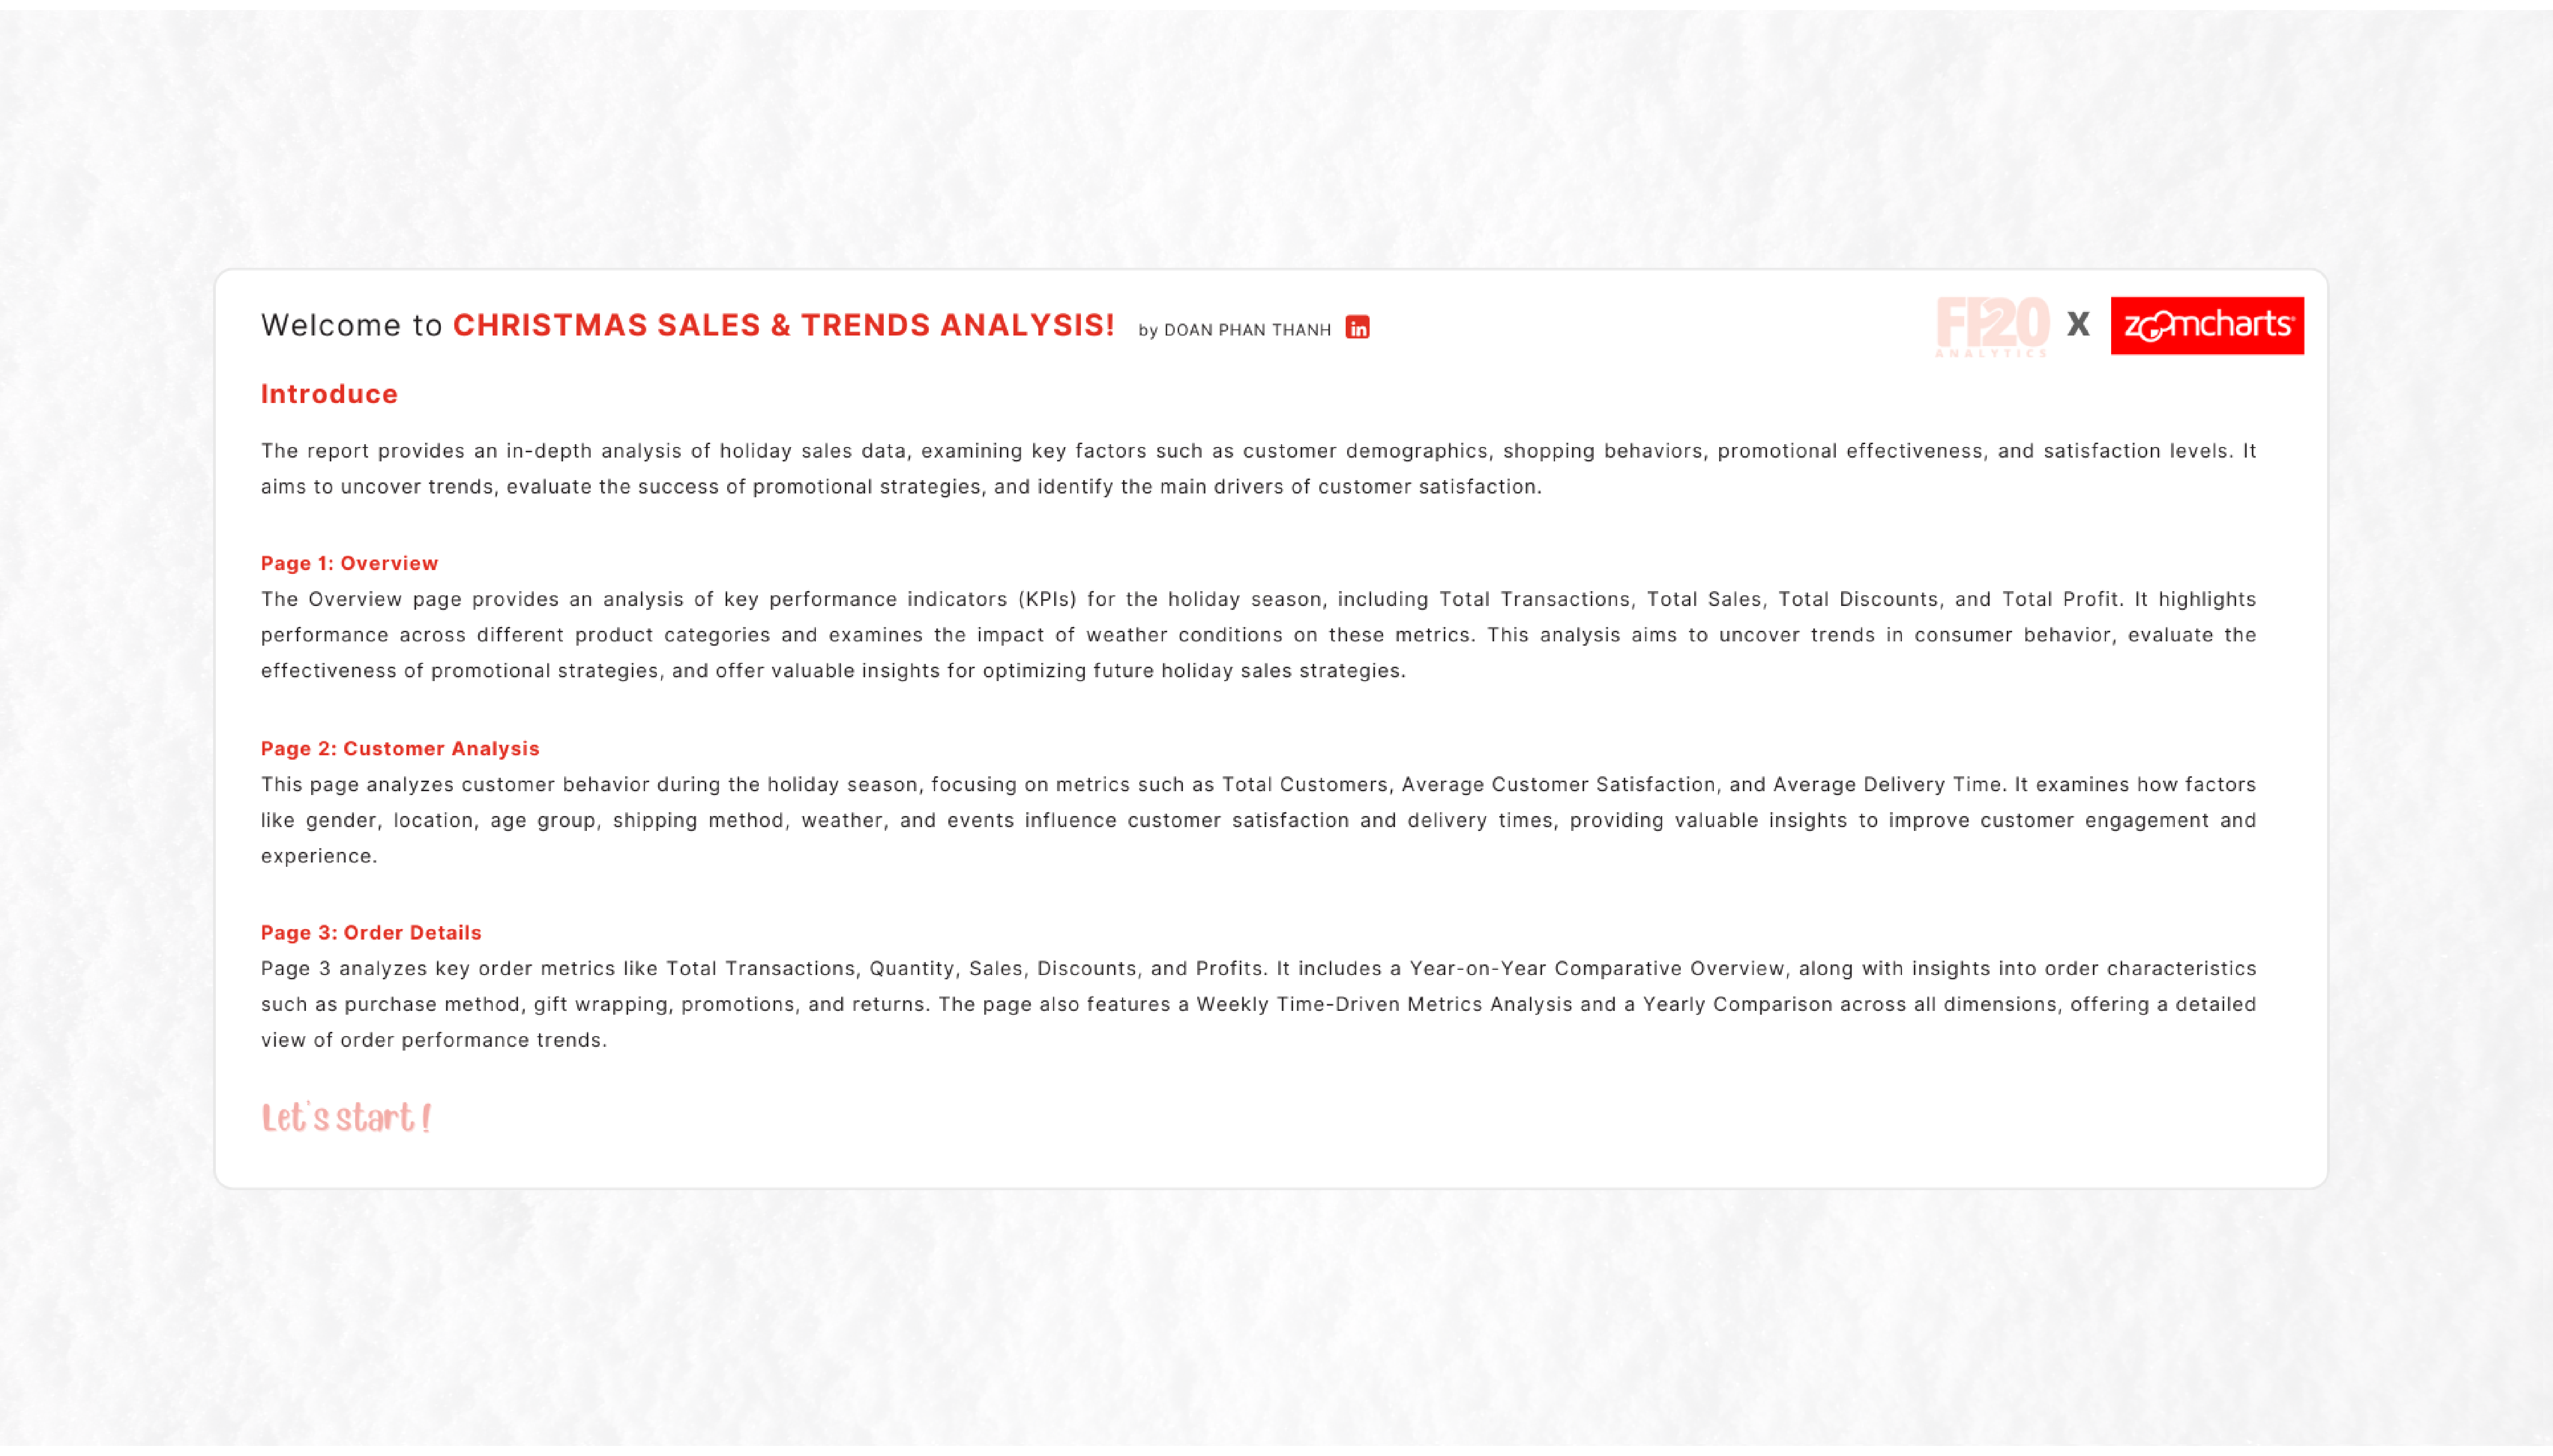 Welcome to CHRISTMAS SALES & TRENDS ANALYSIS! by DOAN PHAN THANH in
FP20 ANALYTICS X zoomcharts
Introduce
The report provides an in-depth analysis of holiday sales data, examining key factors such as customer demographics, shopping behaviors, promotional effectiveness, and satisfaction levels. It
aims to uncover trends, evaluate the success of promotional strategies, and identify the main drivers of customer satisfaction.
Page 1: Overview
The Overview page provides an analysis of key performance indicators (KPIs) for the holiday season, including Total Transactions, Total Sales, Total Discounts, and Total Profit. It highlights
performance across different product categories and examines the impact of weather conditions on these metrics. This analysis aims to uncover trends in consumer behavior, evaluate the
effectiveness of promotional strategies, and offer valuable insights for optimizing future holiday sales strategies.
Page 2: Customer Analysis
This page analyzes customer behavior during the holiday season, focusing on metrics such as Total Customers, Average Customer Satisfaction, and Average Delivery Time. It examines how factors
like gender, location, age group, shipping method, weather, and events influence customer satisfaction and delivery times, providing valuable insights to improve customer engagement and
experience.
Page 3: Order Details
Page 3 analyzes key order metrics like Total Transactions, Quantity, Sales, Discounts, and Profits. It includes a Year-on-Year Comparative Overview, along with insights into order characteristics
such as purchase method, gift wrapping, promotions, and returns. The page also features a Weekly Time-Driven Metrics Analysis and a Yearly Comparison across all dimensions, offering a detailed
view of order performance trends.
Let's start!